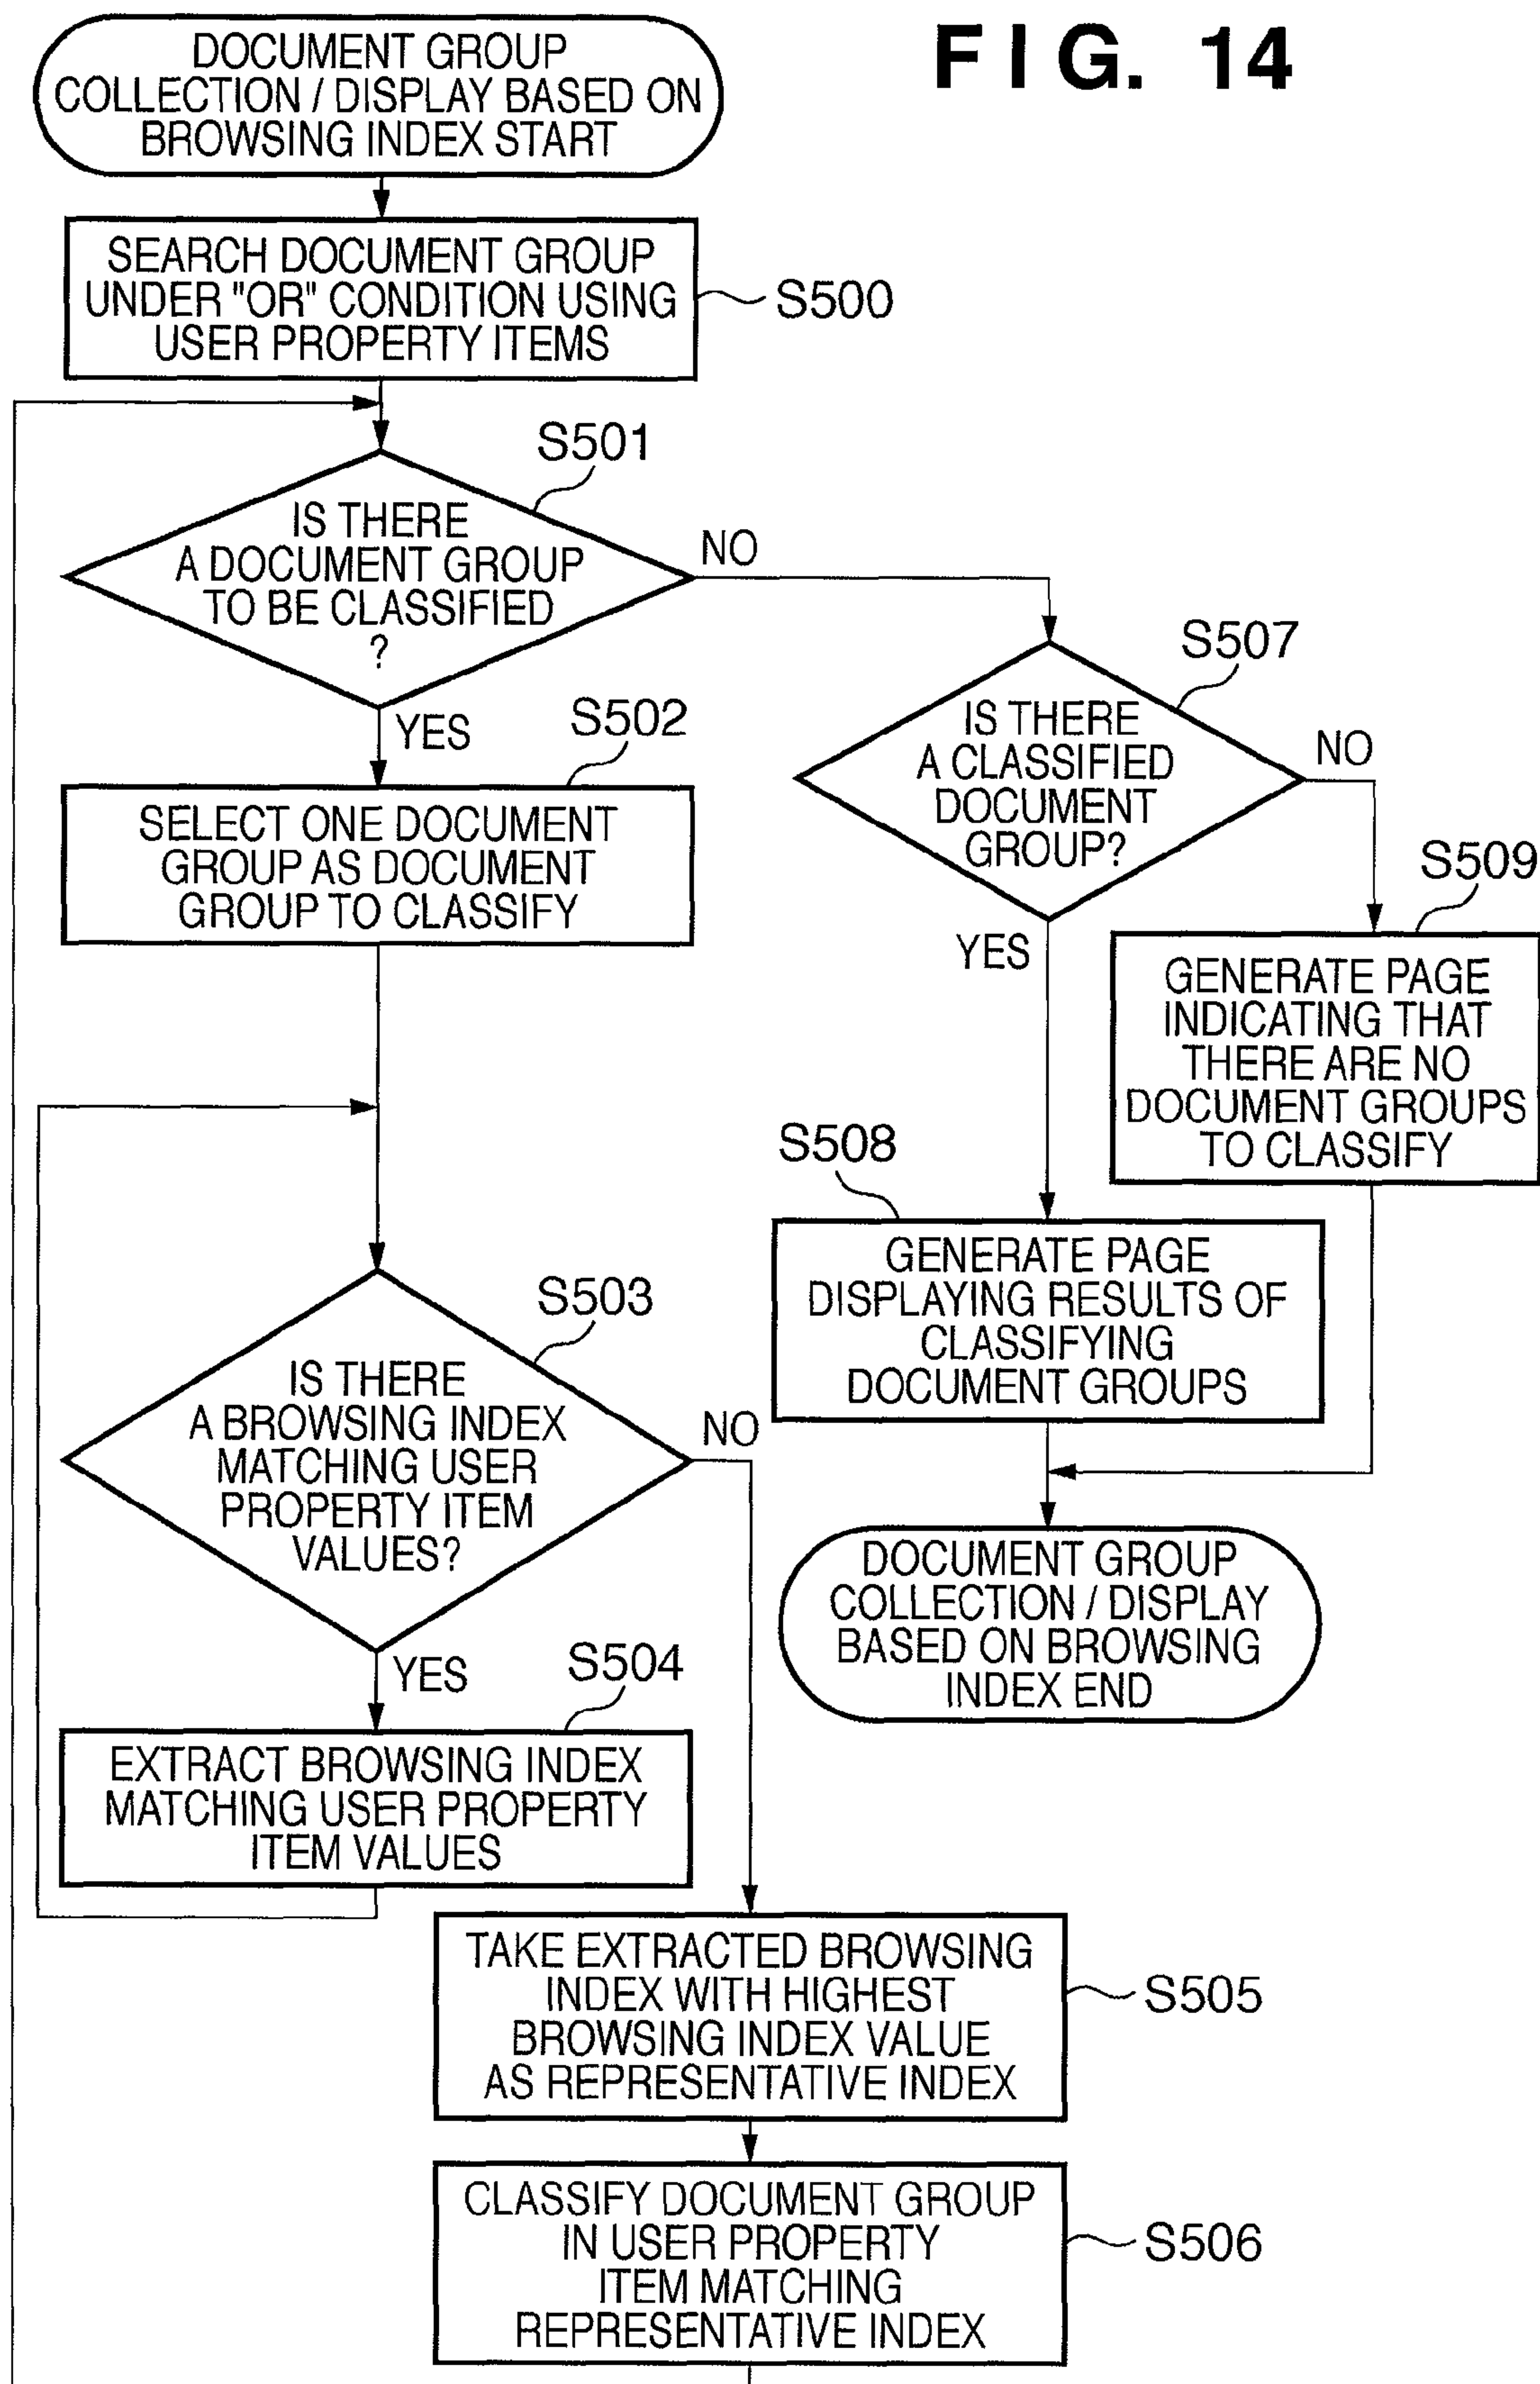 FIG. 14
DOCUMENT GROUP
COLLECTION / DISPLAY BASED ON
BROWSING INDEX START
SEARCH DOCUMENT GROUP
UNDER "OR" CONDITION USING
USER PROPERTY ITEMS
S500
S501
IS THERE
A DOCUMENT GROUP
TO BE CLASSIFIED
?
NO
YES
S502
SELECT ONE DOCUMENT
GROUP AS DOCUMENT
GROUP TO CLASSIFY
S503
IS THERE
A BROWSING INDEX
MATCHING USER
PROPERTY ITEM
VALUES?
NO
YES
S504
EXTRACT BROWSING INDEX
MATCHING USER PROPERTY
ITEM VALUES
TAKE EXTRACTED BROWSING
INDEX WITH HIGHEST
BROWSING INDEX VALUE
AS REPRESENTATIVE INDEX
S505
CLASSIFY DOCUMENT GROUP
IN USER PROPERTY
ITEM MATCHING
REPRESENTATIVE INDEX
S506
S507
IS THERE
A CLASSIFIED
DOCUMENT
GROUP?
NO
YES
S509
GENERATE PAGE
INDICATING THAT
THERE ARE NO
DOCUMENT GROUPS
TO CLASSIFY
S508
GENERATE PAGE
DISPLAYING RESULTS OF
CLASSIFYING
DOCUMENT GROUPS
DOCUMENT GROUP
COLLECTION / DISPLAY
BASED ON BROWSING
INDEX END